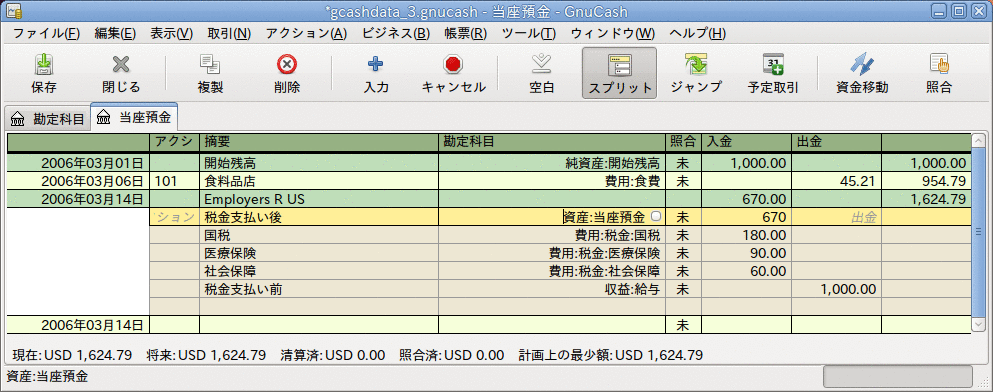 *gcashdata_3.gnucash - 当座預金 - GnuCash
ファイル(F) 編集(E) 表示(V) 取引(N) アクション(A) ビジネス(B) 帳票(R) ツール(T) ウィンドウ(W) ヘルプ(H)
保存 閉じる 複製 削除 入力 キャンセル 空白 スプリット ジャンプ 予定取引 資金移動 照合
勘定科目 当座預金
アクシ 摘要 勘定科目 照合 入金 出金
2006年03月01日 開始残高 純資産:開始残高 未 1,000.00 1,000.00
2006年03月06日 101 食料品店 費用:食費 未 45.21 954.79
2006年03月14日 Employers R US 670.00 1,624.79
ション 税金支払い後 資産:当座預金 未 670 出金
国税 費用:税金:国税 未 180.00
医療保険 費用:税金:医療保険 未 90.00
社会保障 費用:税金:社会保障 未 60.00
税金支払い前 収益:給与 未 1,000.00
2006年03月14日 未
現在: USD 1,624.79 将来: USD 1,624.79 清算済: USD 0.00 照合済: USD 0.00 計画上の最少額: USD 1,624.79
資産:当座預金